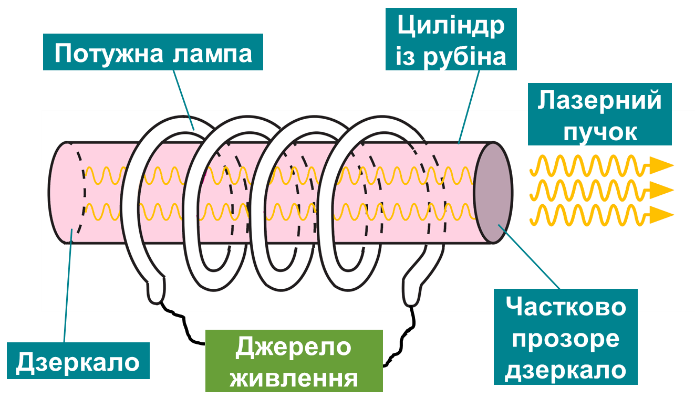 Потужна лампа
Циліндр
із рубіна
Лазерний
пучок
Дзеркало
Джерело
живлення
Частково
прозоре
дзеркало